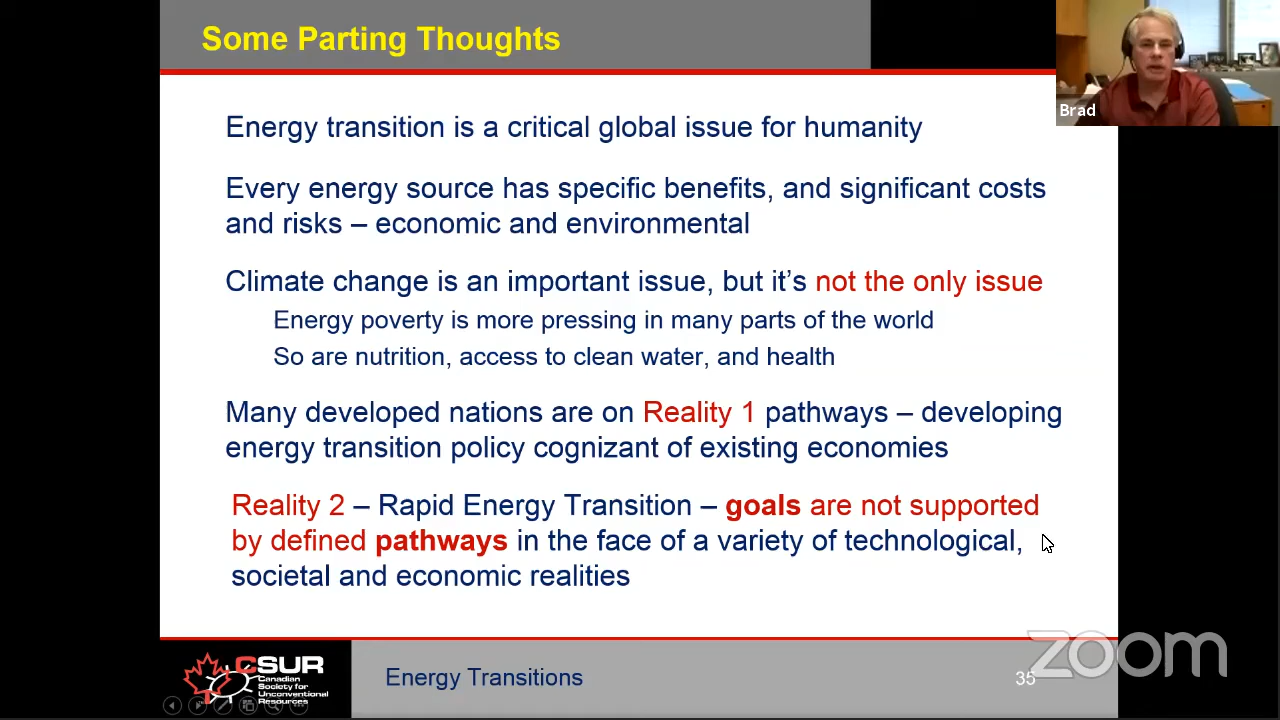 Some Parting Thoughts
Brad
Energy transition is a critical global issue for humanity
Every energy source has specific benefits, and significant costs
and risks – economic and environmental
Climate change is an important issue, but it’s not the only issue
Energy poverty is more pressing in many parts of the world
So are nutrition, access to clean water, and health
Many developed nations are on Reality 1 pathways – developing
energy transition policy cognizant of existing economies
Reality 2 – Rapid Energy Transition – goals are not supported
by defined pathways in the face of a variety of technological,
societal and economic realities
CSUR
Canadian
Society for
Unconventional
Resources
Energy Transitions
35
zoom